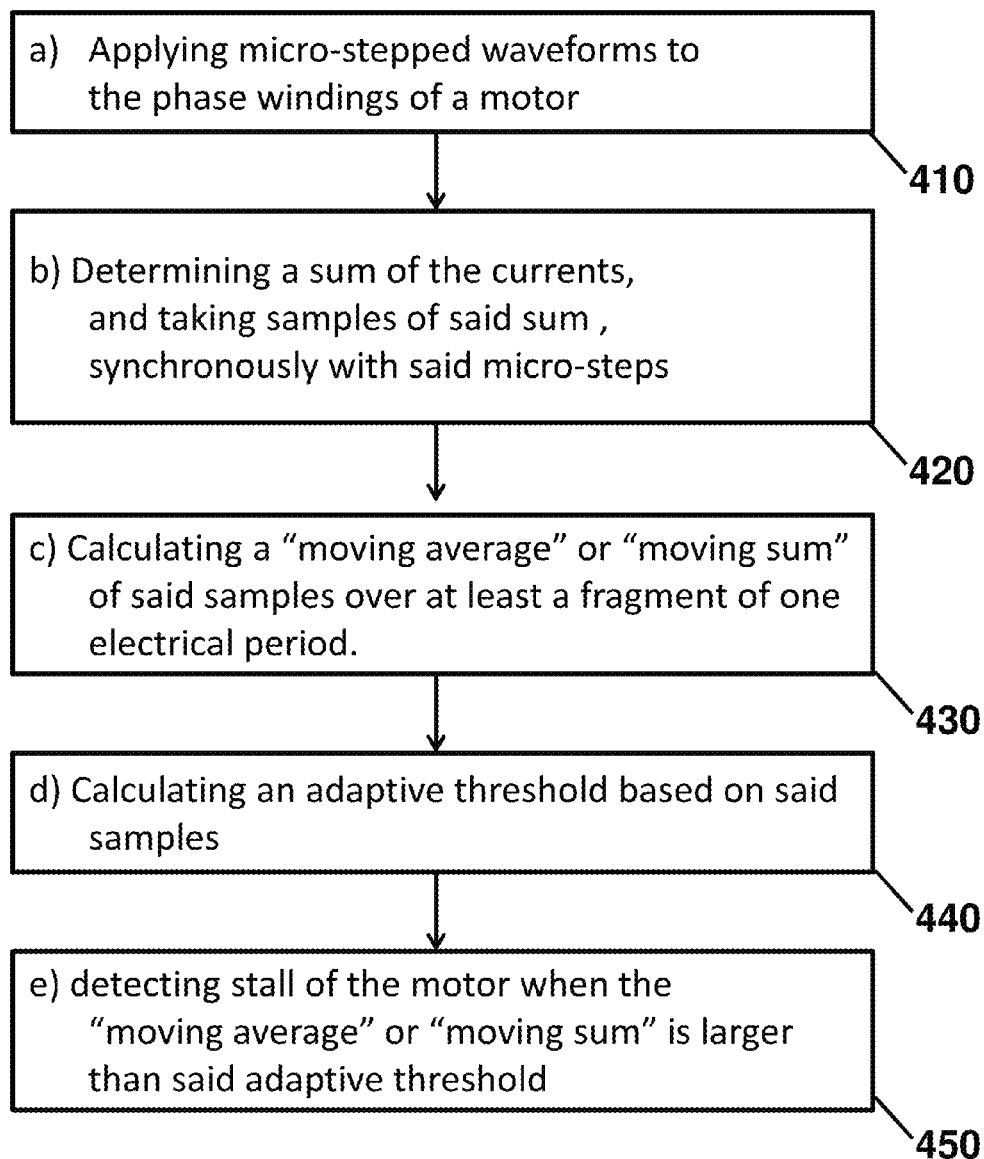 a) Applying micro-stepped waveforms to
the phase windings of a motor
410
b) Determining a sum of the currents,
and taking samples of said sum ,
synchronously with said micro-steps
420
c) Calculating a “moving average” or “moving sum”
of said samples over at least a fragment of one
electrical period.
430
d) Calculating an adaptive threshold based on said
samples
440
e) detecting stall of the motor when the
“moving average” or “moving sum” is larger
than said adaptive threshold
450